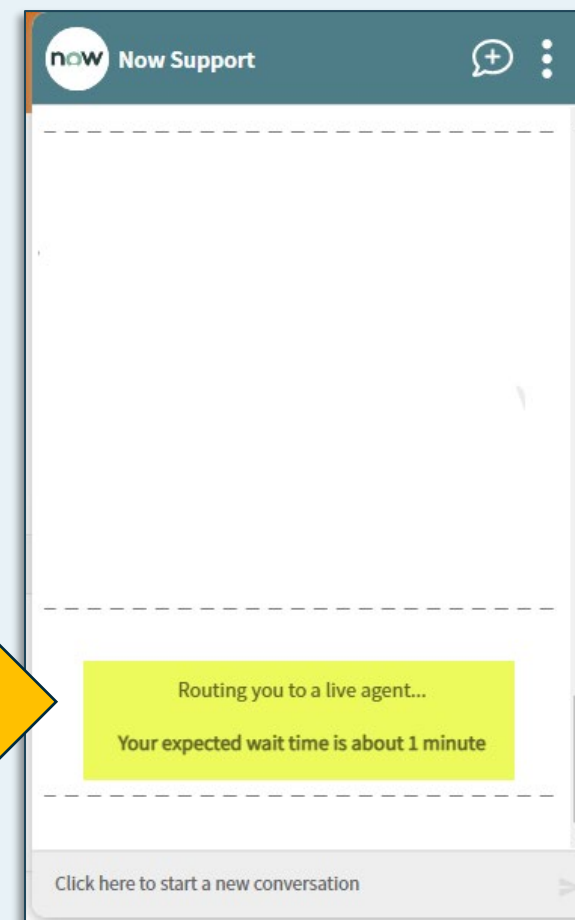 now Now Support
Routing you to a live agent...
Your expected wait time is about 1 minute
Click here to start a new conversation